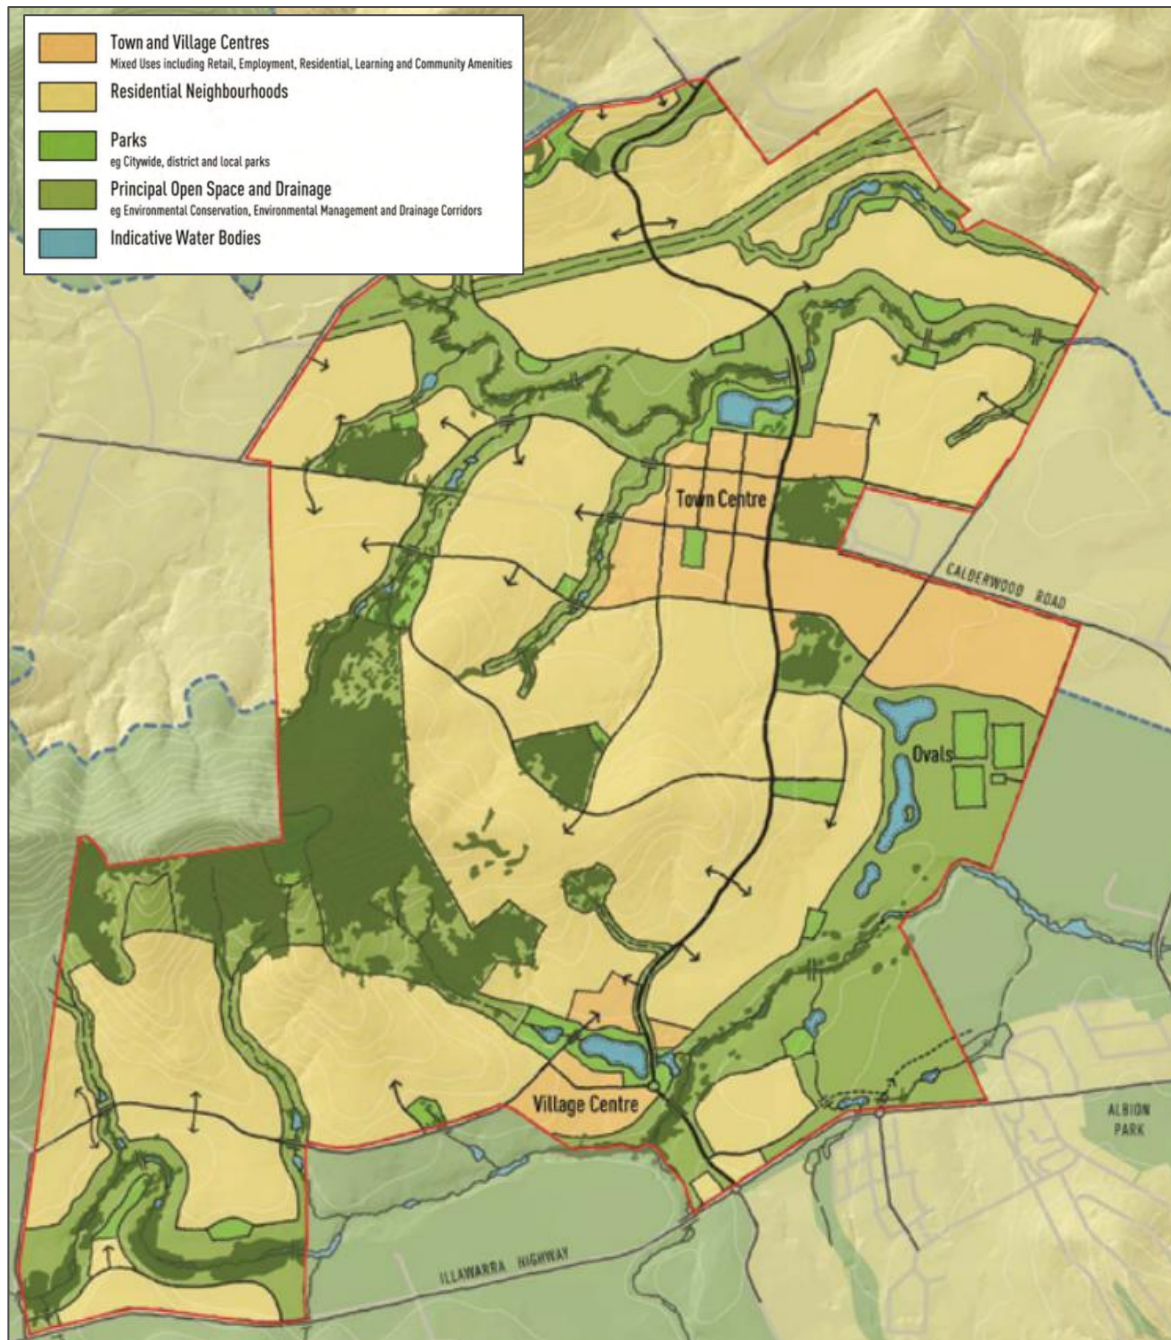 Town and Village Centres
Mixed Uses including Retail, Employment, Residential, Learning and Community Amenities
Residential Neighbourhoods
Parks
eg Citywide, district and local parks
Principal Open Space and Drainage
eg Environmental Conservation, Environmental Management and Drainage Corridors
Indicative Water Bodies
Town Centre
CALDERWOOD ROAD
Ovals
Village Centre
ALBION
PARK
ILLAWARRA HIGHWAY